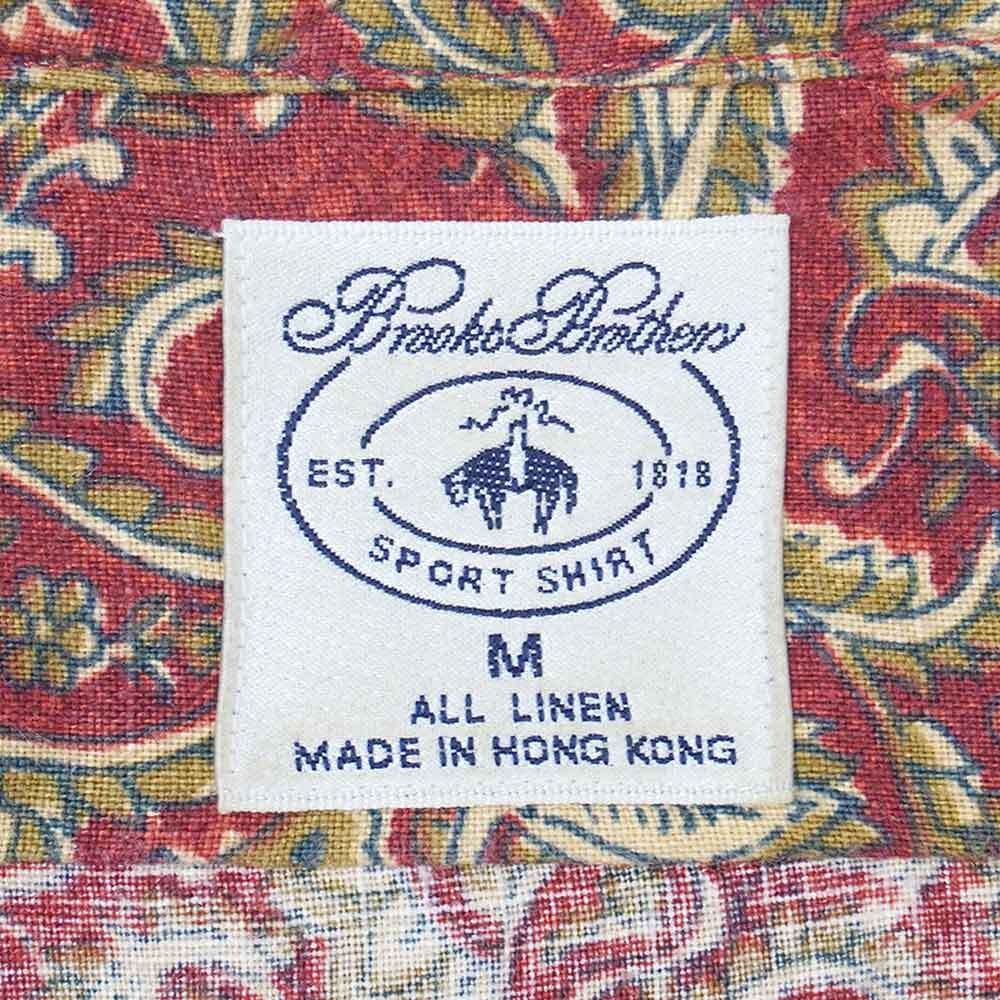 Brooks Brothers
EST. 1818
SPORT SHIRT
M
ALL LINEN
MADE IN HONG KONG